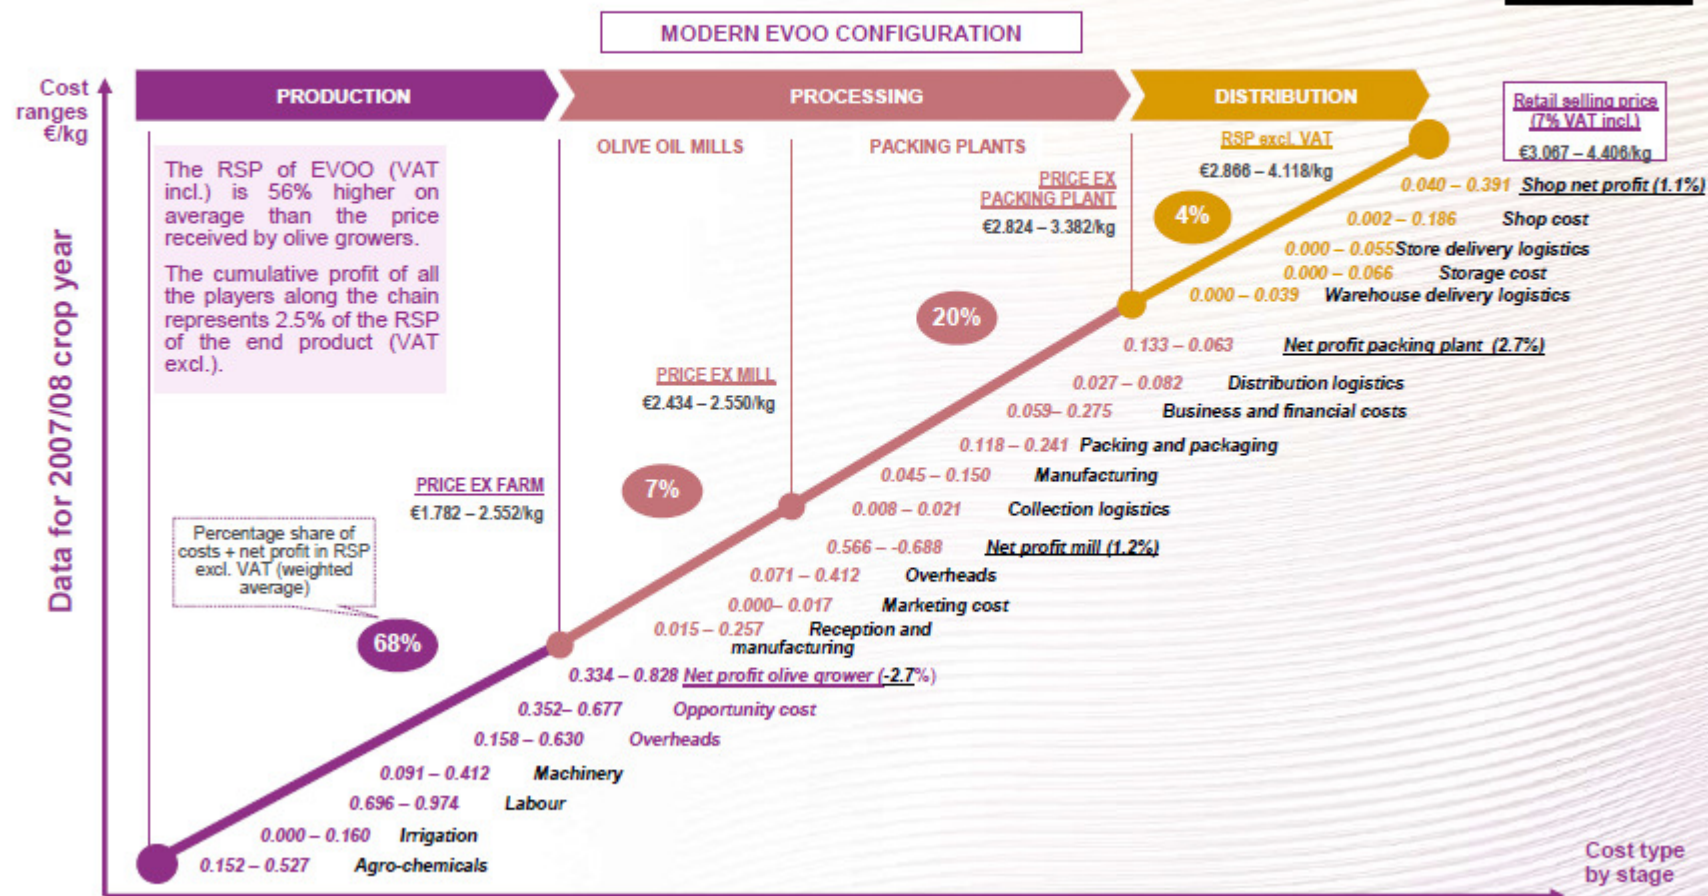 MODERN EVOO CONFIGURATION
Cost
ranges
€/kg
PRODUCTION
PROCESSING
DISTRIBUTION
Retail selling price
(7% VAT incl.)
€3.067 – 4.406/kg
OLIVE OIL MILLS
PACKING PLANTS
RSP excl. VAT
€2.866 – 4.118/kg
The RSP of EVOO (VAT
incl.) is 56% higher on
average than the price
received by olive growers.
The cumulative profit of all
the players along the chain
represents 2.5% of the RSP
of the end product (VAT
excl.).
PRICE EX
PACKING PLANT
€2.824 – 3.382/kg
4%
0.040 – 0.391 Shop net profit (1.1%)
0.002 – 0.186 Shop cost
0.000 – 0.055 Store delivery logistics
0.000 – 0.066 Storage cost
0.000 – 0.039 Warehouse delivery logistics
20%
0.133 – 0.063 Net profit packing plant (2.7%)
PRICE EX MILL
€2.434 – 2.550/kg
0.027 – 0.082 Distribution logistics
0.059– 0.275 Business and financial costs
0.118 – 0.241 Packing and packaging
0.045 – 0.150 Manufacturing
0.008 – 0.021 Collection logistics
PRICE EX FARM
€1.782 – 2.552/kg
7%
0.566 – -0.688 Net profit mill (1.2%)
0.071 – 0.412 Overheads
0.000– 0.017 Marketing cost
0.015 – 0.257 Reception and
manufacturing
Percentage share of
costs + net profit in RSP
excl. VAT (weighted
average)
68%
0.334 – 0.828 Net profit olive grower (-2.7%)
0.352– 0.677 Opportunity cost
0.158 – 0.630 Overheads
0.091 – 0.412 Machinery
0.696 – 0.974 Labour
0.000 – 0.160 Irrigation
0.152 – 0.527 Agro-chemicals
Data for 2007/08 crop year
Cost type
by stage